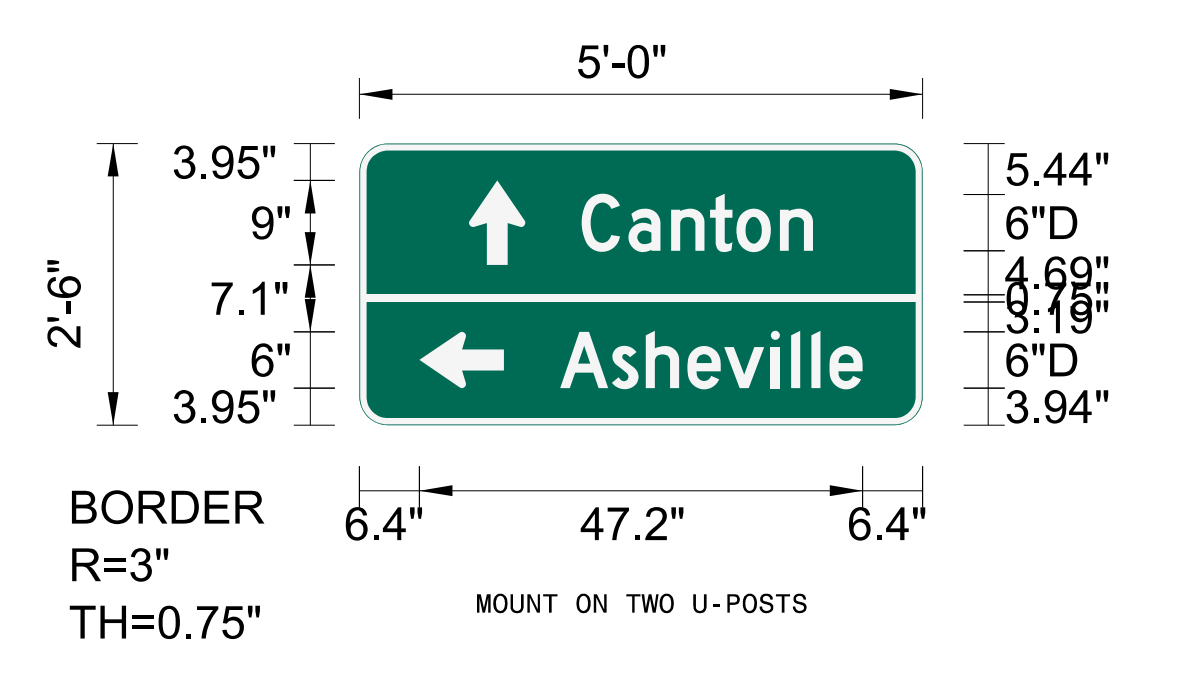 5'-0"
3.95"
9"
7.1"
6"
3.95"
2'-6"
Canton
Asheville
5.44"
6"D
4.69"
0.75"
3.19"
6"D
3.94"
6.4"
47.2"
6.4"
BORDER
R=3"
TH=0.75"
MOUNT ON TWO U-POSTS